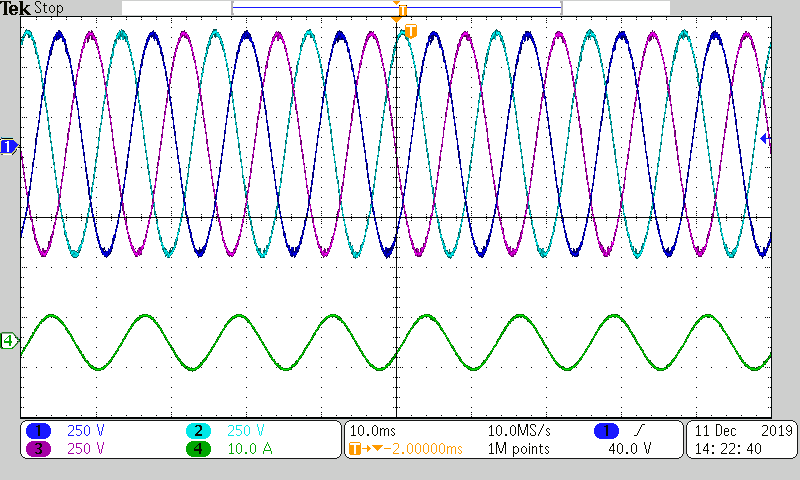 Tek Stop
T
T
1
4
1 250 V 2 250 V
3 250 V 4 10.0 A
10.0ms 10.0MS/s
T→▼−2.00000ms 1M points
1 40.0 V
11 Dec 2019
14: 22: 40